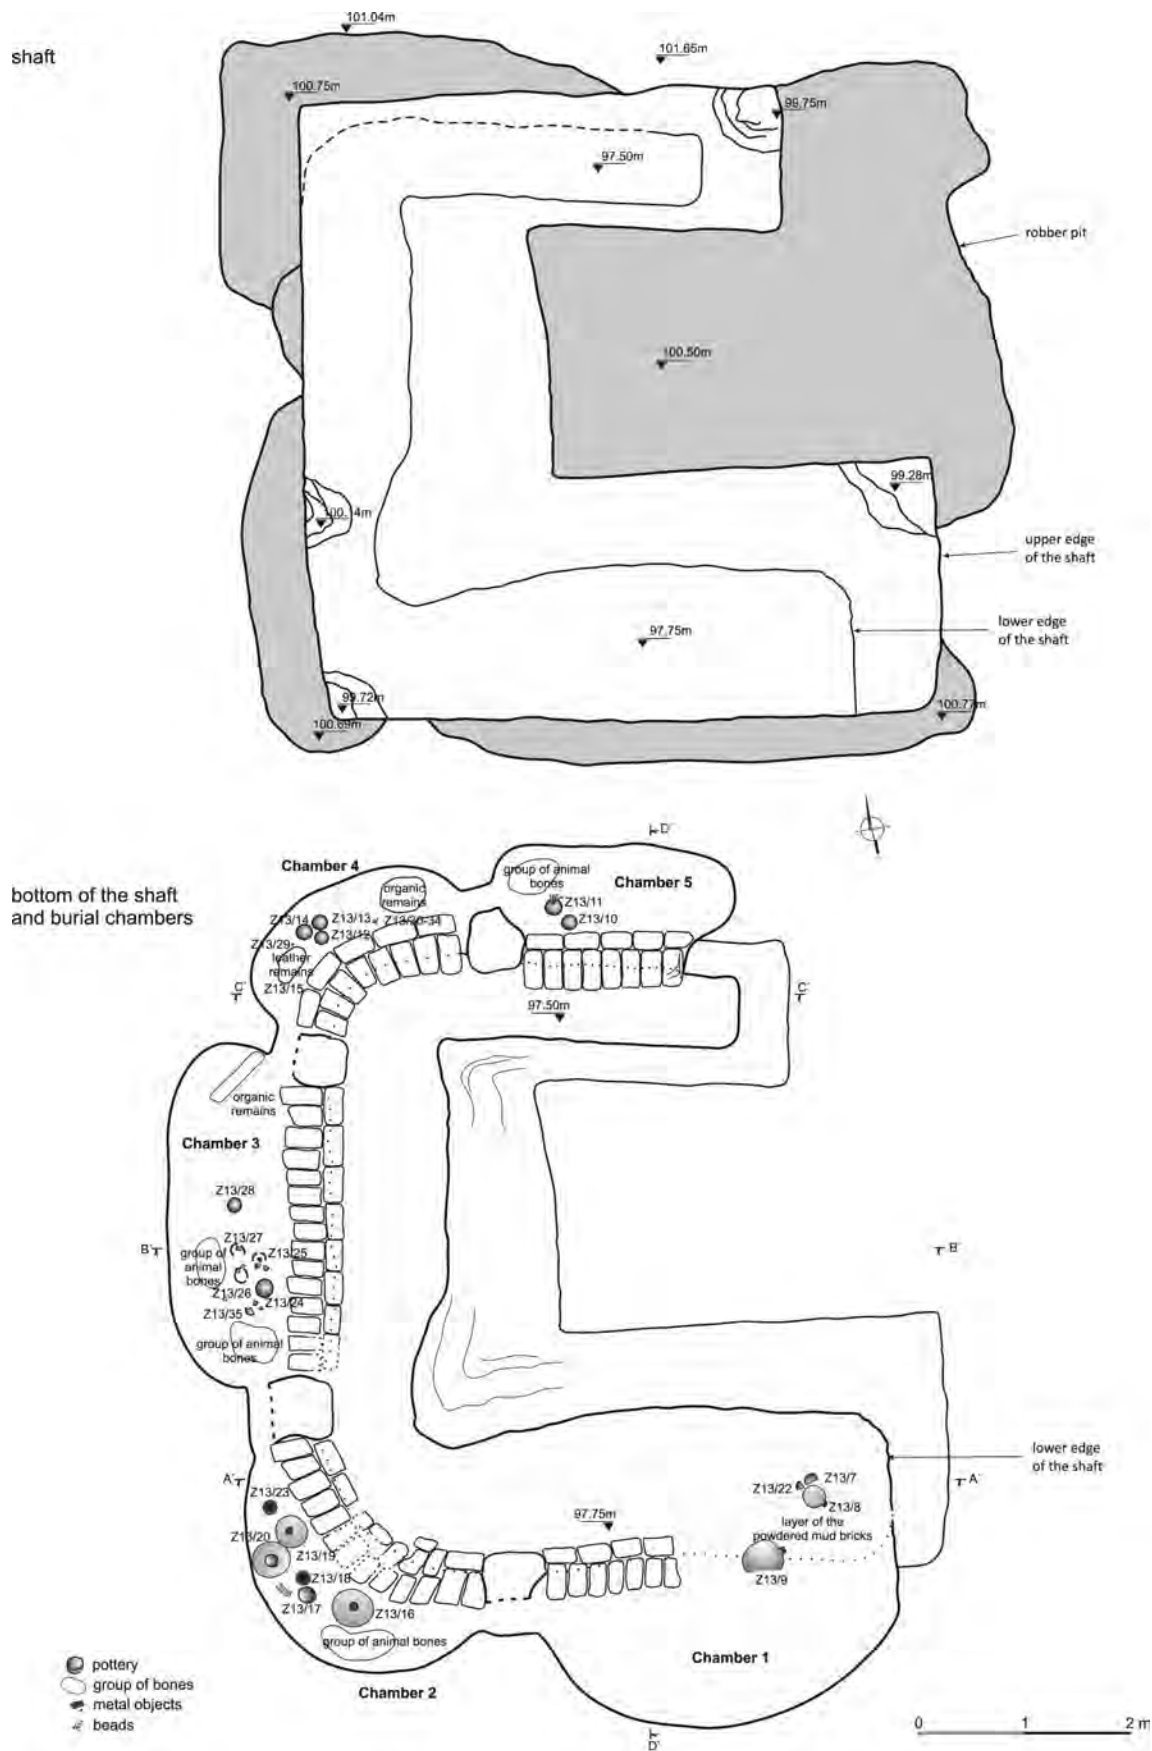 101.04m
shaft
101.65m
100.75m
99.75m
97.50m
robber pit
100.50m
99.28m
upper edge
of the shaft
lower edge
of the shaft
97.75m
99.72m
100.69m
100.77m
D'
Chamber 4
group of animal
bones
Chamber 5
bottom of the shaft
and burial chambers
organic
remains
Z13/11
Z13/14
Z13/13
Z13/30-34
Z13/10
Z13/12
Z13/29
leather
remains
Z13/15
C'
C'
97.50m
organic
remains
Chamber 3
Z13/28
Z13/27
B'
group of
animal
bones
Z13/25
B'
Z13/26
Z13/24
Z13/35
group of animal
bones
lower edge
of the shaft
A'
Z13/23
Z13/7
Z13/22
A'
Z13/8
97.75m
layer of the
powdered mud bricks
Z13/20
Z13/19
Z13/18
Z13/9
Z13/17
Z13/16
group of animal bones
Chamber 1
pottery
group of bones
Chamber 2
metal objects
beads
0 1 2 m
D'